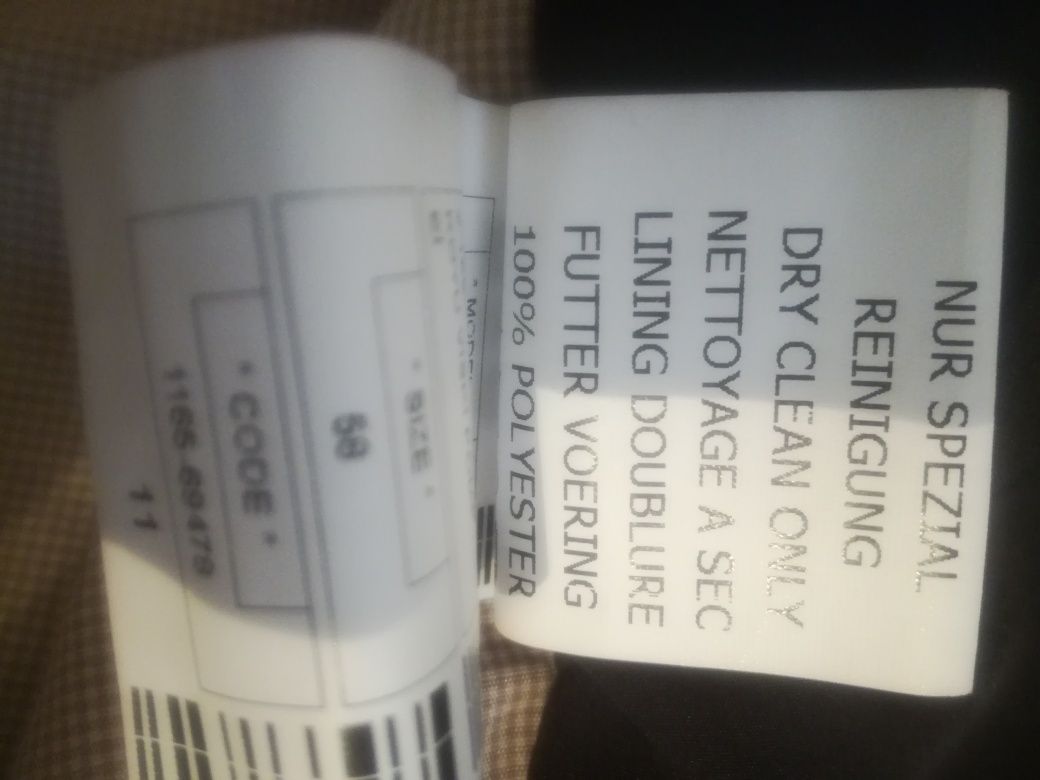 NUR SPEZIAL
REINIGUNG
DRY CLEAN ONLY
NETTOYAGE A SEC
LINING DOUBLURE
FUTTER VOERING
100% POLYESTER
* SIZE *
58
* CODE *
1165-69478
11